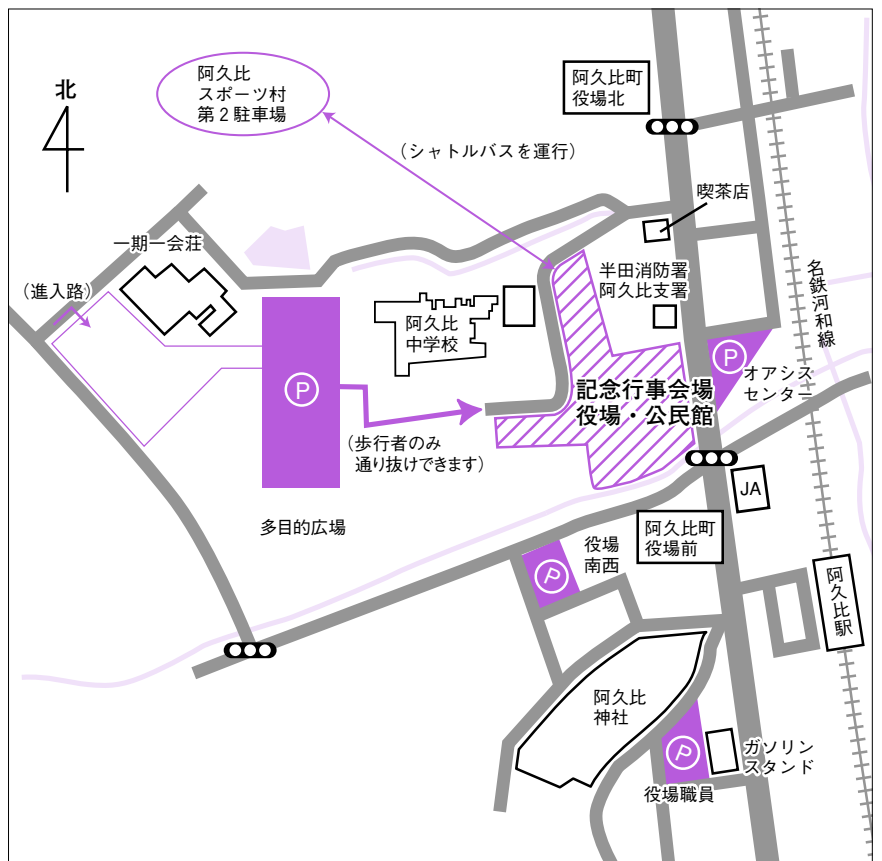 北
阿久比
スポーツ村
第2駐車場
阿久比町
役場北
(シャトルバスを運行)
喫茶店
一期一会荘
(進入路)
半田消防署
阿久比支署
名鉄河和線
阿久比
中学校
P
オアシス
センター
P
記念行事会場
役場・公民館
(歩行者のみ
通り抜けできます)
JA
多目的広場
阿久比町
役場前
役場
南西
P
阿久比駅
阿久比
神社
P
ガソリン
スタンド
役場職員